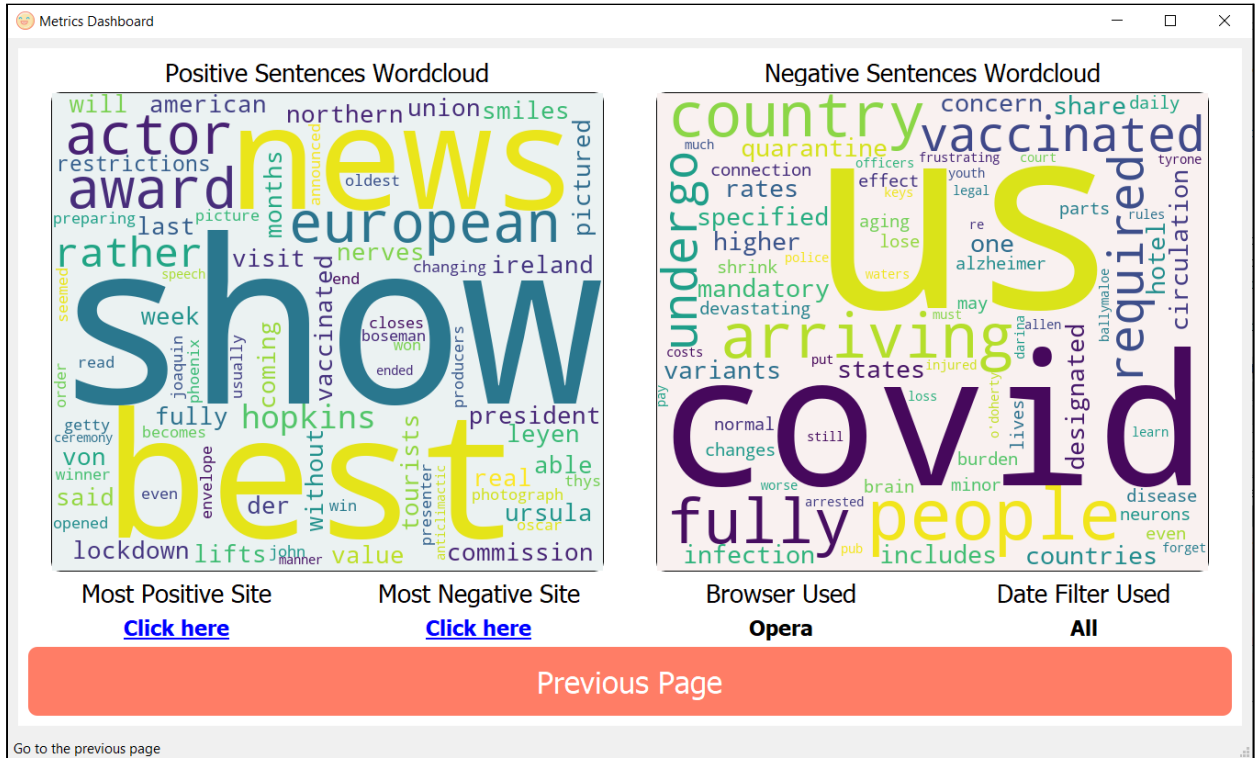 Metrics Dashboard
Positive Sentences Wordcloud
will american northern union smiles
actor news
restrictions announced
award months oldest pictured
preparing last picture european
rather visit nerves changing ireland
seemed speech vaccinated end
show
week closes
boseman
won
read joaquin phoenix usually coming ended producers
order
fully hopkins president
getty
ceremony becomes leyen
von best
winner without tourists real able
thys
said even envelope der win presenter photograph
opened anticlimactic oscar ursula
lockdown lifts john value commission
manner
Negative Sentences Wordcloud
country concern share daily
much vaccinated
quarantine officers frustrating court tyrone
connection effect youth
undergo rates keys legal required circulation
specified aging us parts rules
higher lose re one hotel
shrink police alzheimer
mandatory waters may
devastating must ballymaloe
arriving allen
darina
costs put states injured designated
variants
pay covid loss o'doherty lives
normal still learn
changes burden
worse brain minor disease
fully arrested people neurons
even
pub forget
infection includes countries
Most Positive Site Most Negative Site Browser Used Date Filter Used
Click here Click here Opera All
Previous Page
Go to the previous page